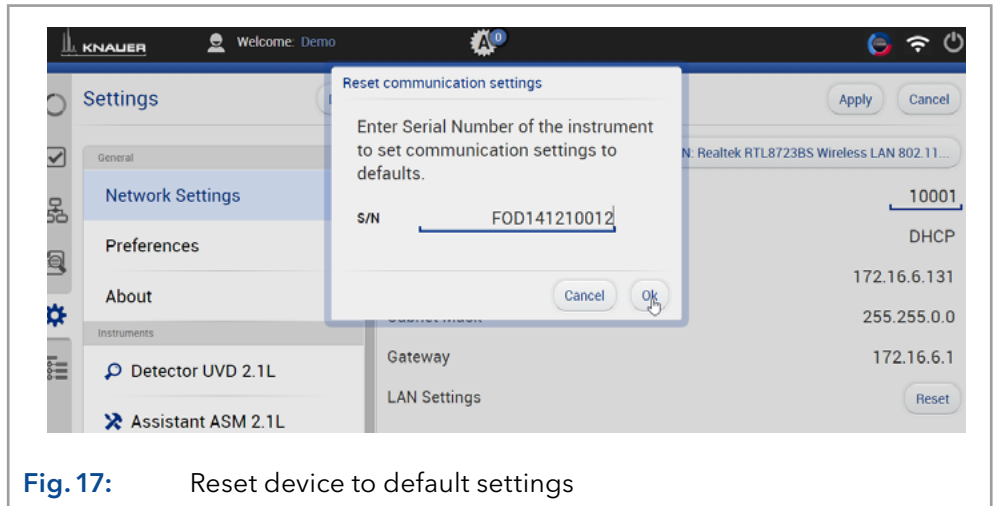 KNAUER Welcome: Demo A 0
Settings
Apply Cancel
General
Network Settings
Preferences
About
Instruments
Detector UVD 2.1L
Assistant ASM 2.1L
Reset communication settings
Enter Serial Number of the instrument
to set communication settings to
defaults.
S/N FOD141210012
Cancel Ok
N: Realtek RTL8723BS Wireless LAN 802.11...
10001
DHCP
172.16.6.131
Subnet Mask 255.255.0.0
Gateway 172.16.6.1
LAN Settings Reset
Fig. 17: Reset device to default settings